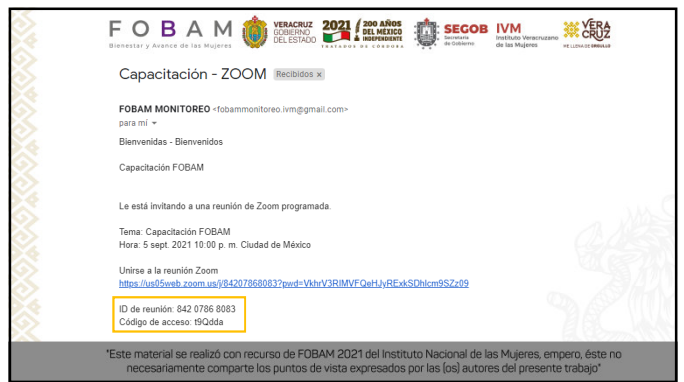 FOBAM
Bienestar y Avance de las Mujeres
VERACRUZ
GOBIERNO
DEL ESTADO
2021
200 AÑOS
DEL MÉXICO
INDEPENDIENTE
TRATADOS DE CÓRDOBA
SEGOB
Secretaría
de Gobierno
IVM
Instituto Veracruzano
de las Mujeres
VERA
CRUZ
ME LLENA DE ORGULLO
Capacitación - ZOOM Recibidos x
FOBAM MONITOREO <fobammonitoreo.ivm@gmail.com>
para mí
Bienvenidas - Bienvenidos
Capacitación FOBAM
Le está invitando a una reunión de Zoom programada.
Tema: Capacitación FOBAM
Hora: 5 sept. 2021 10:00 p. m. Ciudad de México
Unirse a la reunión Zoom
https://us05web.zoom.us/j/84207868083?pwd=VkhrV3RIMVFQeHJyRExkSDhIcm9SZz09
ID de reunión: 842 0786 8083
Código de acceso: t9Qdda
"Este material se realizó con recurso de FOBAM 2021 del Instituto Nacional de las Mujeres, empero, éste no
necesariamente comparte los puntos de vista expresados por las (os) autores del presente trabajo"